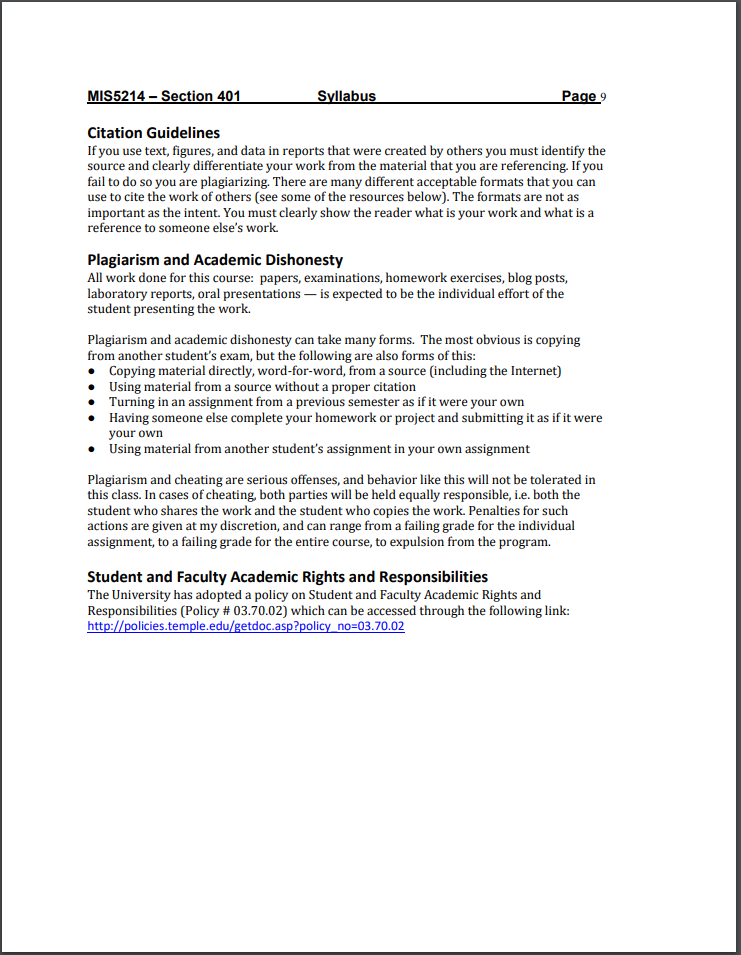 MIS5214 – Section 401 Syllabus Page 9
Citation Guidelines
If you use text, figures, and data in reports that were created by others you must identify the
source and clearly differentiate your work from the material that you are referencing. If you
fail to do so you are plagiarizing. There are many different acceptable formats that you can
use to cite the work of others (see some of the resources below). The formats are not as
important as the intent. You must clearly show the reader what is your work and what is a
reference to someone else’s work.
Plagiarism and Academic Dishonesty
All work done for this course:  papers, examinations, homework exercises, blog posts,
laboratory reports, oral presentations — is expected to be the individual effort of the
student presenting the work.
Plagiarism and academic dishonesty can take many forms.  The most obvious is copying
from another student’s exam, but the following are also forms of this:
● Copying material directly, word-for-word, from a source (including the Internet)
● Using material from a source without a proper citation
● Turning in an assignment from a previous semester as if it were your own
● Having someone else complete your homework or project and submitting it as if it were
your own
● Using material from another student’s assignment in your own assignment
Plagiarism and cheating are serious offenses, and behavior like this will not be tolerated in
this class. In cases of cheating, both parties will be held equally responsible, i.e. both the
student who shares the work and the student who copies the work. Penalties for such
actions are given at my discretion, and can range from a failing grade for the individual
assignment, to a failing grade for the entire course, to expulsion from the program.
Student and Faculty Academic Rights and Responsibilities
The University has adopted a policy on Student and Faculty Academic Rights and
Responsibilities (Policy # 03.70.02) which can be accessed through the following link:
http://policies.temple.edu/getdoc.asp?policy_no=03.70.02